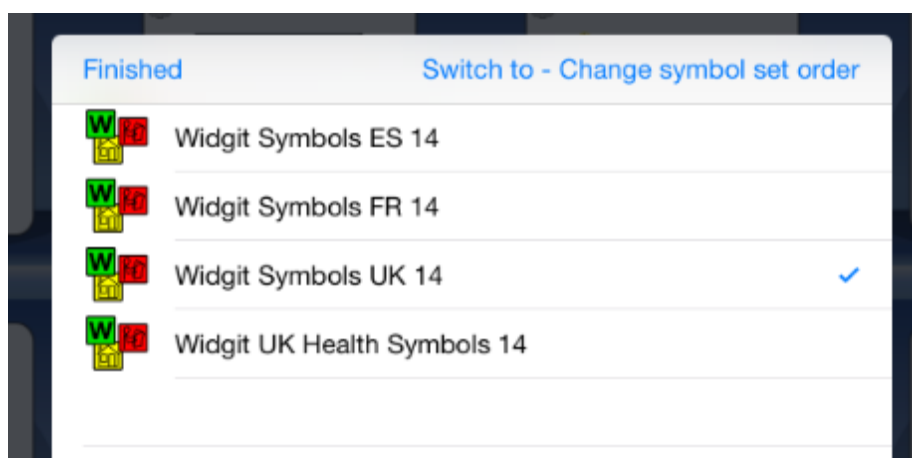 Finished Switch to - Change symbol set order
W Widgit Symbols ES 14
W Widgit Symbols FR 14
W Widgit Symbols UK 14
W Widgit UK Health Symbols 14